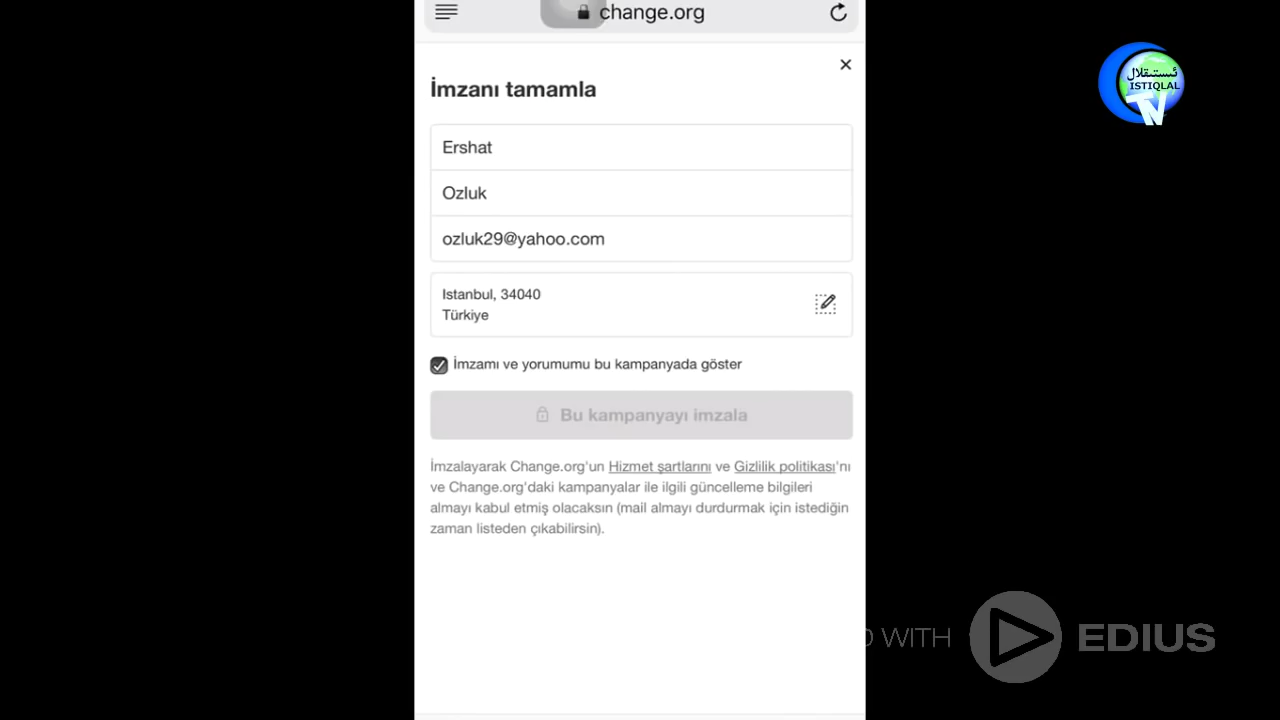 change.org
İmzanı tamamla
Ershat
Ozluk
ozluk29@yahoo.com
Istanbul, 34040
Türkiye
İmzamı ve yorumumu bu kampanyada göster
Bu kampanyayı imzala
İmzalayarak Change.org'un Hizmet şartlarını ve Gizlilik politikası'nı
ve Change.org'daki kampanyalar ile ilgili güncelleme bilgileri
almayı kabul etmiş olacaksın (mail almayı durdurmak için istediğin
zaman listeden çıkabilirsin).
ئىستىقلال
ISTIQLAL
TV
WITH
EDIUS